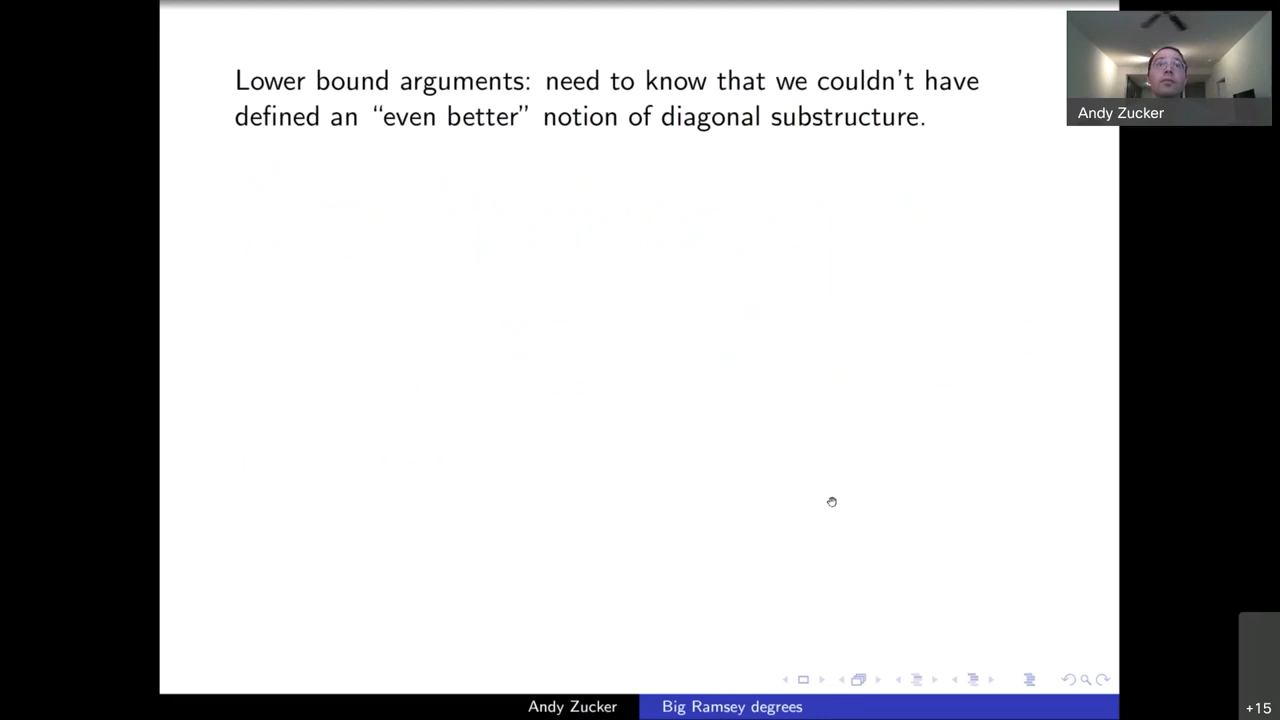 Lower bound arguments: need to know that we couldn't have
defined an “even better” notion of diagonal substructure.
Andy Zucker
Andy Zucker
Big Ramsey degrees
+15